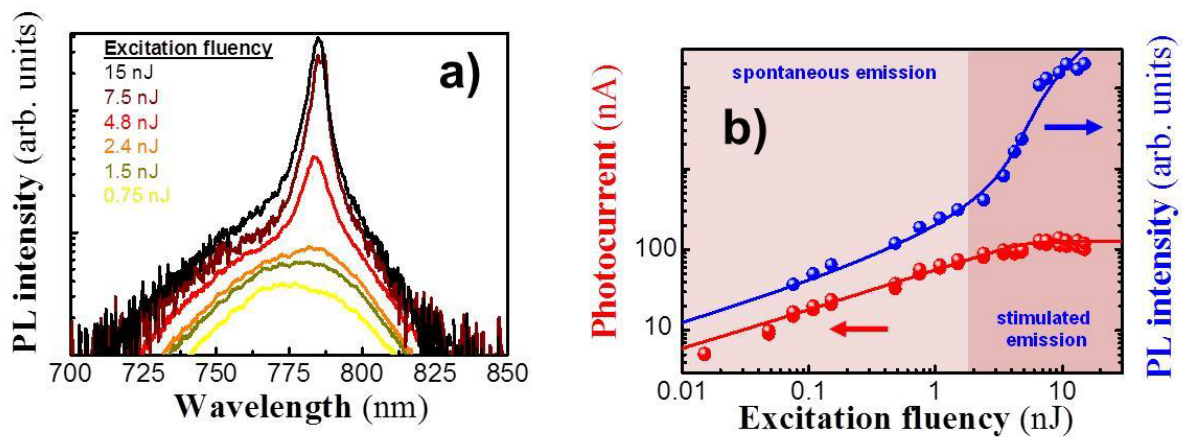 Excitation fluency
15 nJ
7.5 nJ
4.8 nJ
2.4 nJ
1.5 nJ
0.75 nJ
a)
PL intensity (arb. units)
700 725 750 775 800 825 850
Wavelength (nm)
spontaneous emission
b)
stimulated
emission
Photocurrent (nA)
100
10
PL intensity (arb. units)
0.01 0.1 1 10
Excitation fluency (nJ)